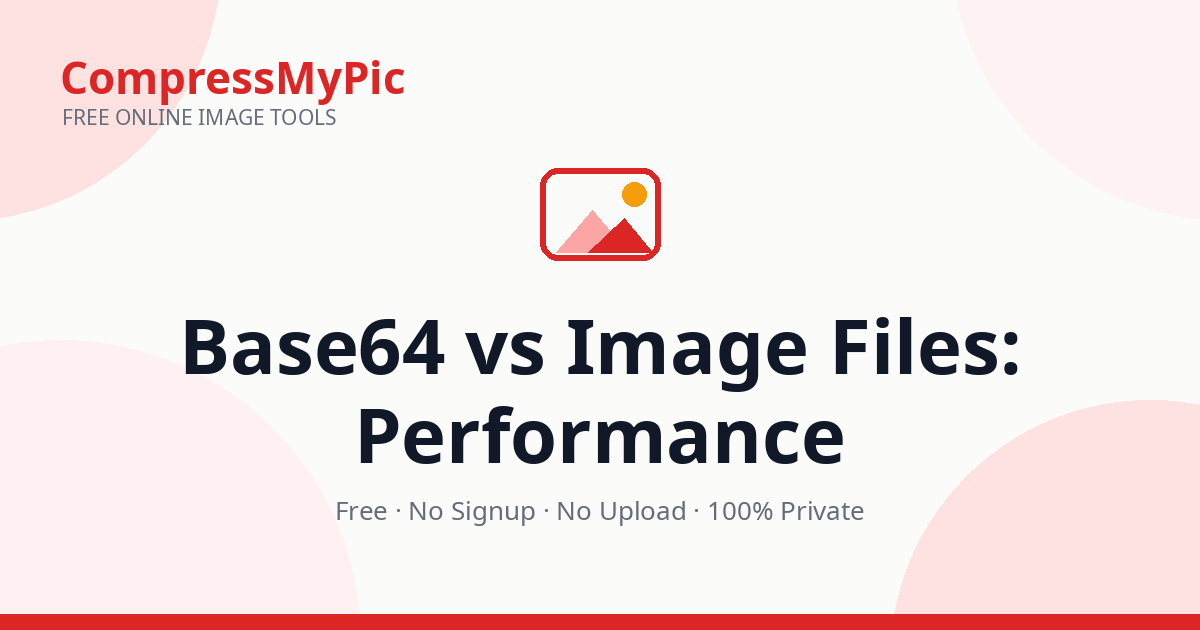 CompressMyPic
FREE ONLINE IMAGE TOOLS
Base64 vs Image Files:
Performance
Free · No Signup · No Upload · 100% Private